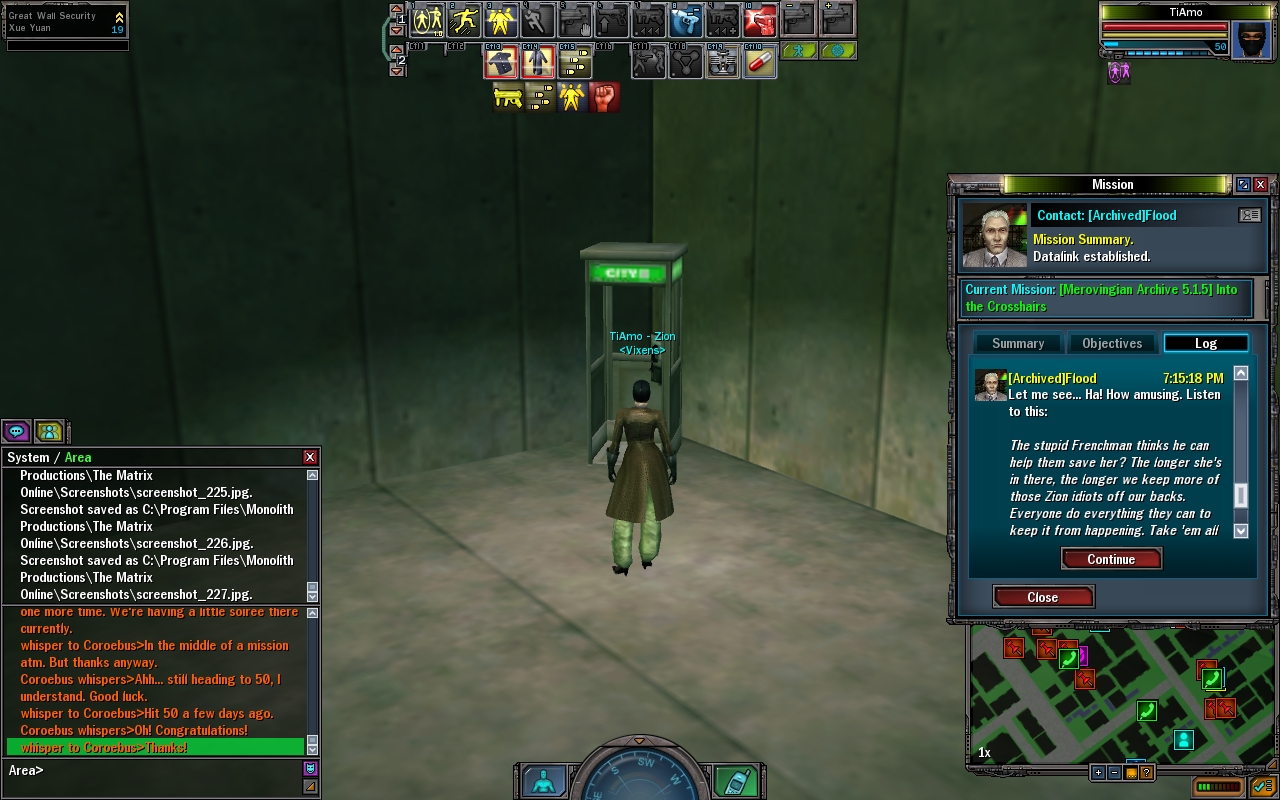 Great Wall Security
Xue Yuan
19
1
2
1.0
TiAmo
50
CITY
TiAmo - Zion
<Vixens>
Mission
Contact: [Archived]Flood
Mission Summary.
Datalink established.
Current Mission: [Merovingian Archive 5.1.5] Into
the Crosshairs
Summary
Objectives
Log
[Archived]Flood 7:15:18 PM
Let me see... Ha! How amusing. Listen
to this:
The stupid Frenchman thinks he can
help them save her? The longer she's
in there, the longer we keep more of
those Zion idiots off our backs.
Everyone do everything they can to
keep it from happening. Take 'em all
Continue
Close
System / Area
Productions\The Matrix
Online\Screenshots\screenshot_225.jpg.
Screenshot saved as C:\Program Files\Monolith
Productions\The Matrix
Online\Screenshots\screenshot_226.jpg.
Screenshot saved as C:\Program Files\Monolith
Productions\The Matrix
Online\Screenshots\screenshot_227.jpg.
one more time. We're having a little soiree there
currently.
whisper to Coroebus>In the middle of a mission
atm. But thanks anyway.
Coroebus whispers>Ahh... still heading to 50, I
understand. Good luck.
whisper to Coroebus>Hit 50 a few days ago.
Coroebus whispers>Oh! Congratulations!
whisper to Coroebus>Thanks!
Area>
S
SW
W
1x